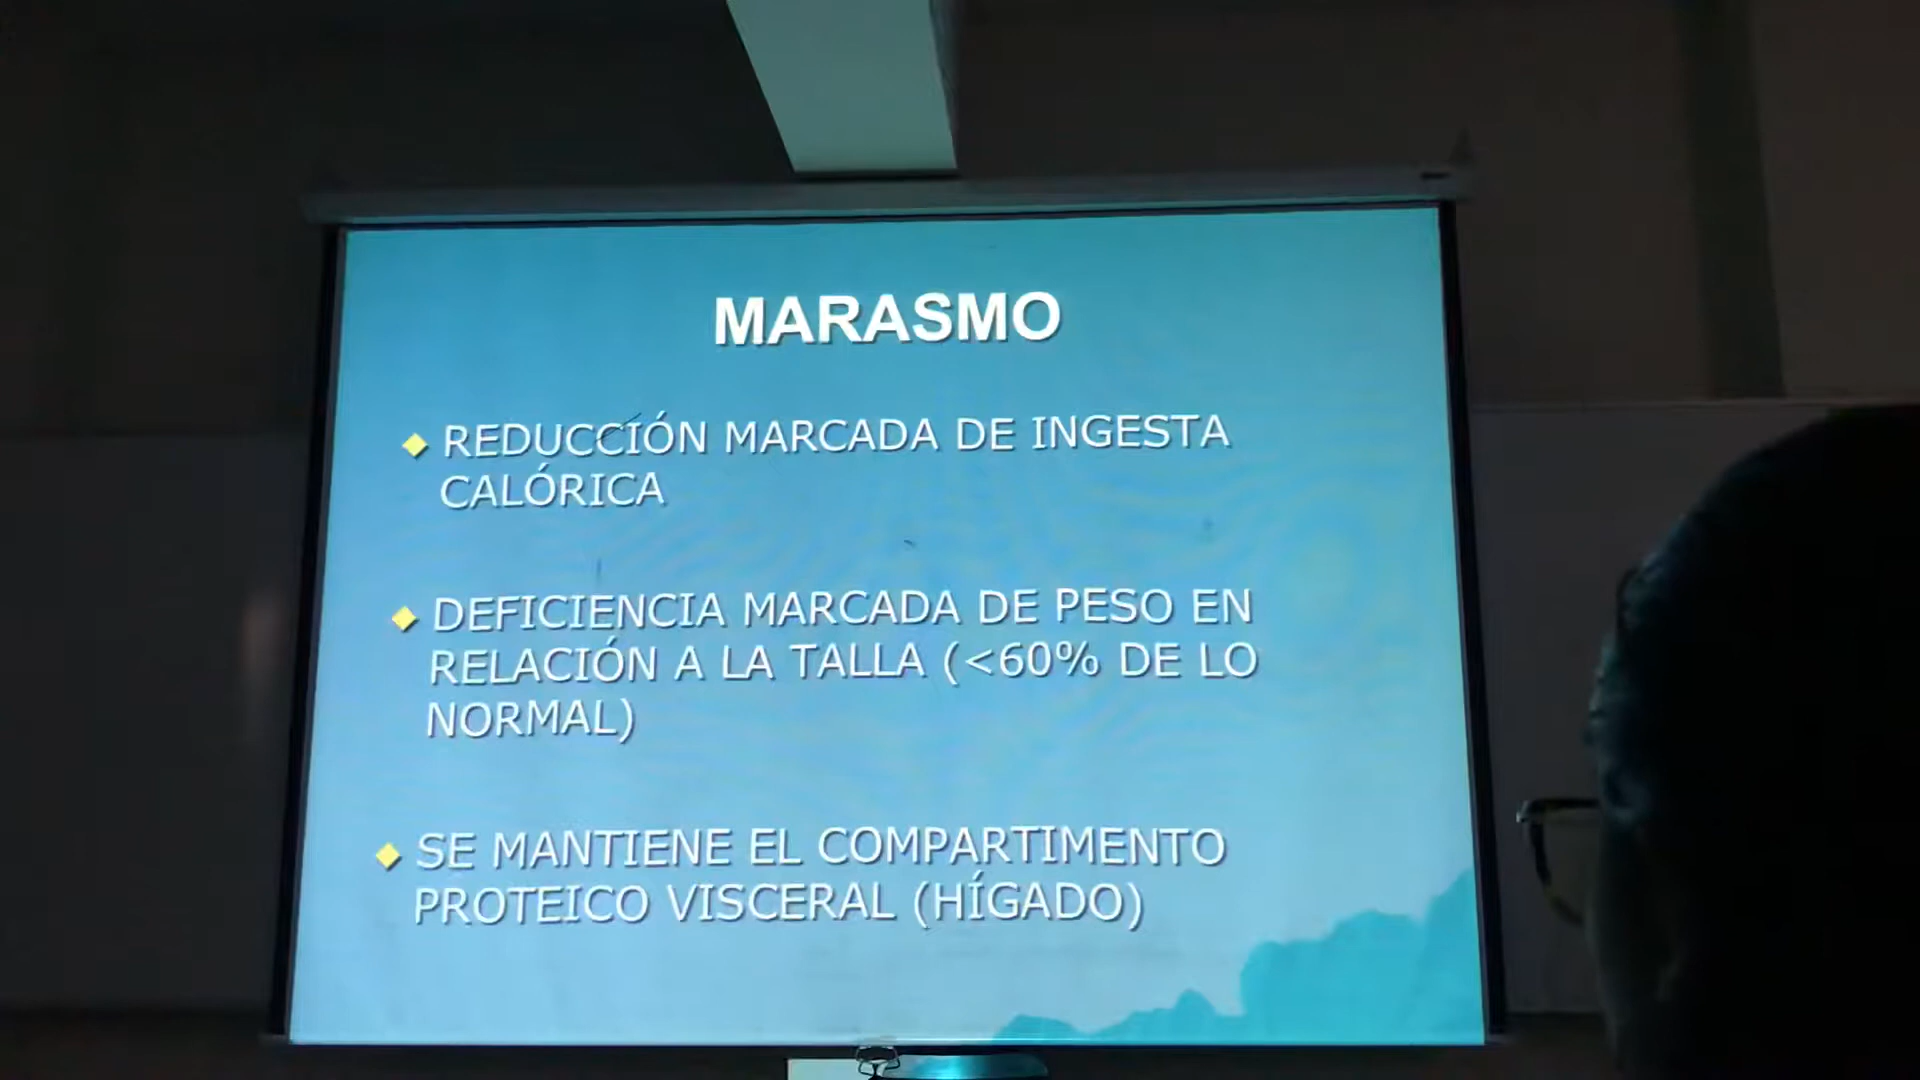 MARASMO
REDUCCIÓN MARCADA DE INGESTA
CALÓRICA
DEFICIENCIA MARCADA DE PESO EN
RELACIÓN A LA TALLA (<60% DE LO
NORMAL)
SE MANTIENE EL COMPARTIMENTO
PROTEICO VISCERAL (HÍGADO)